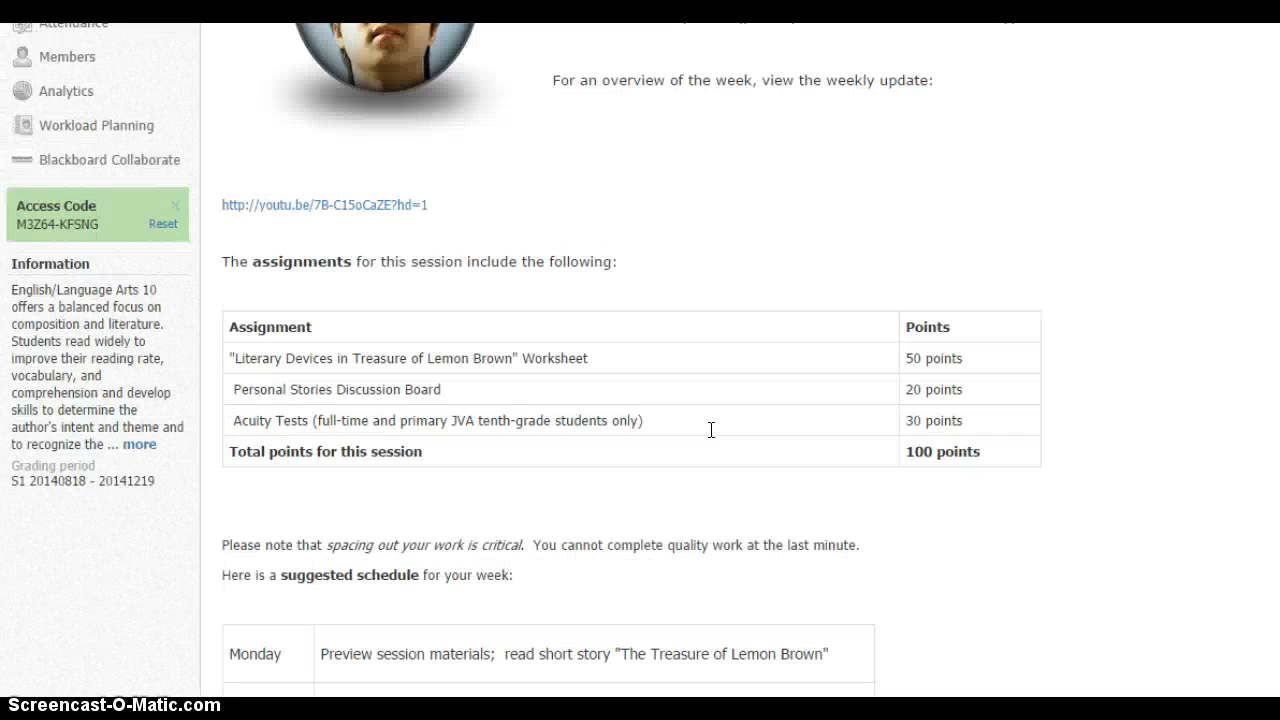 Attendance
Members
Analytics
Workload Planning
Blackboard Collaborate
Access Code
M3Z64-KFSNG Reset
Information
English/Language Arts 10
offers a balanced focus on
composition and literature.
Students read widely to
improve their reading rate,
vocabulary, and
comprehension and develop
skills to determine the
author's intent and theme and
to recognize the ... more
Grading period
S1 20140818 - 20141219
For an overview of the week, view the weekly update:
http://youtu.be/7B-C15oCaZE?hd=1
The assignments for this session include the following:
Assignment Points
"Literary Devices in Treasure of Lemon Brown" Worksheet 50 points
Personal Stories Discussion Board 20 points
Acuity Tests (full-time and primary JVA tenth-grade students only) 30 points
Total points for this session 100 points
Please note that spacing out your work is critical. You cannot complete quality work at the last minute.
Here is a suggested schedule for your week:
Monday Preview session materials; read short story "The Treasure of Lemon Brown"
Screencast-O-Matic.com